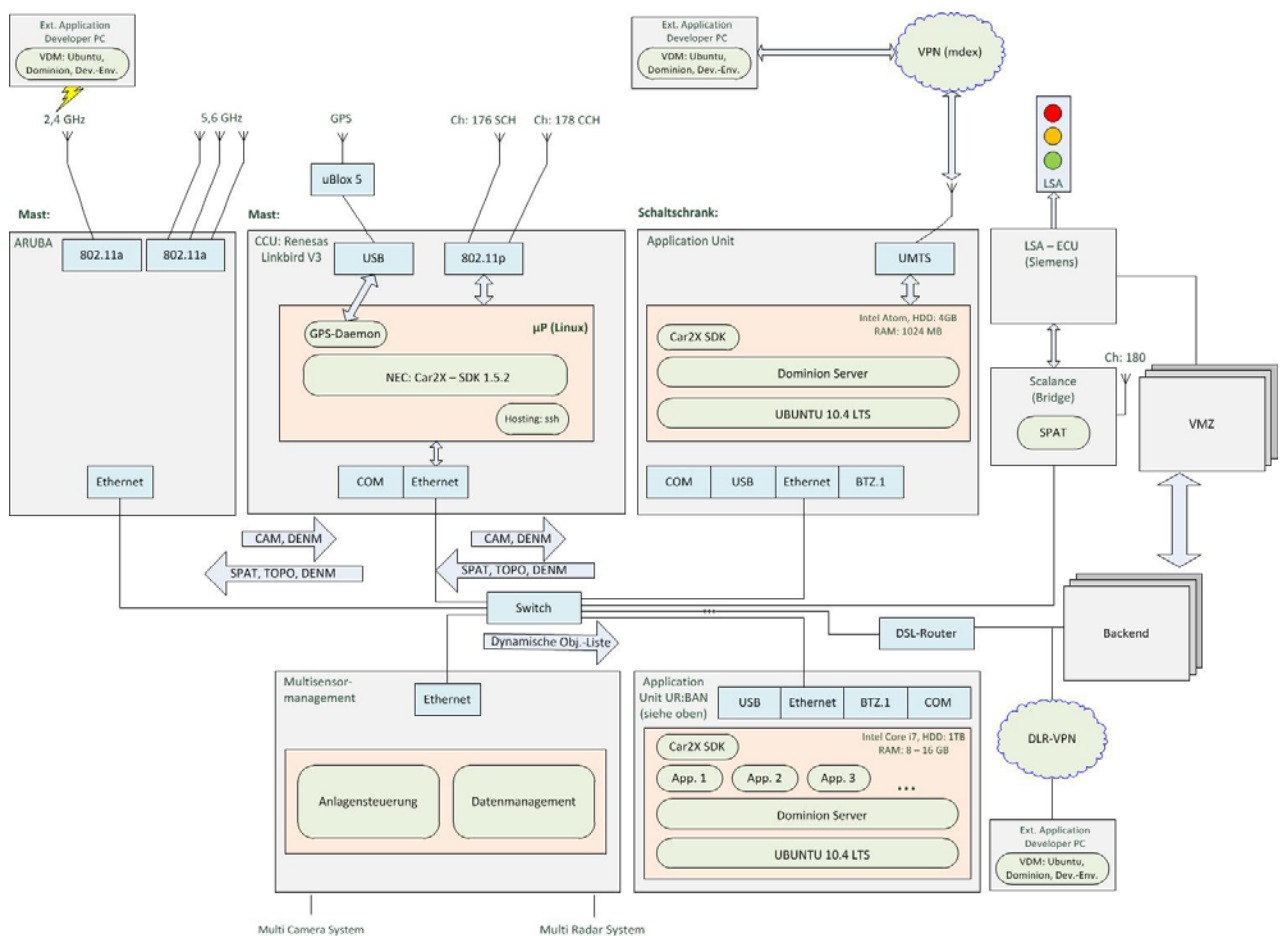 Ext. Application
Developer PC
VDM: Ubuntu,
Dominion, Dev.-Env.
2,4 GHz
5,6 GHz
GPS
Ch: 176 SCH
Ch: 178 CCH
uBlox 5
Ext. Application
Developer PC
VDM: Ubuntu,
Dominion, Dev.-Env.
VPN (mdex)
LSA
Mast:
ARUBA
802.11a
802.11a
Ethernet
Mast:
CCU: Renesas
Linkbird V3
USB
802.11p
µP (Linux)
GPS-Daemon
NEC: Car2X – SDK 1.5.2
Hosting: ssh
COM
Ethernet
Schaltschrank:
Application Unit
UMTS
Intel Atom, HDD: 4GB
RAM: 1024 MB
Car2X SDK
Dominion Server
UBUNTU 10.4 LTS
COM
USB
Ethernet
BTZ.1
LSA – ECU
(Siemens)
Ch: 180
Scalance
(Bridge)
SPAT
VMZ
CAM, DENM
SPAT, TOPO, DENM
CAM, DENM
SPAT, TOPO, DENM
Switch
Dynamische Obj.-Liste
DSL-Router
Backend
Multisensor-
management
Ethernet
Anlagensteuerung
Datenmanagement
Multi Camera System
Multi Radar System
Application
Unit UR:BAN
(siehe oben)
USB
Ethernet
BTZ.1
COM
Intel Core i7, HDD: 1TB
RAM: 8 – 16 GB
Car2X SDK
App. 1
App. 2
App. 3
...
Dominion Server
UBUNTU 10.4 LTS
DLR-VPN
Ext. Application
Developer PC
VDM: Ubuntu,
Dominion, Dev.-Env.